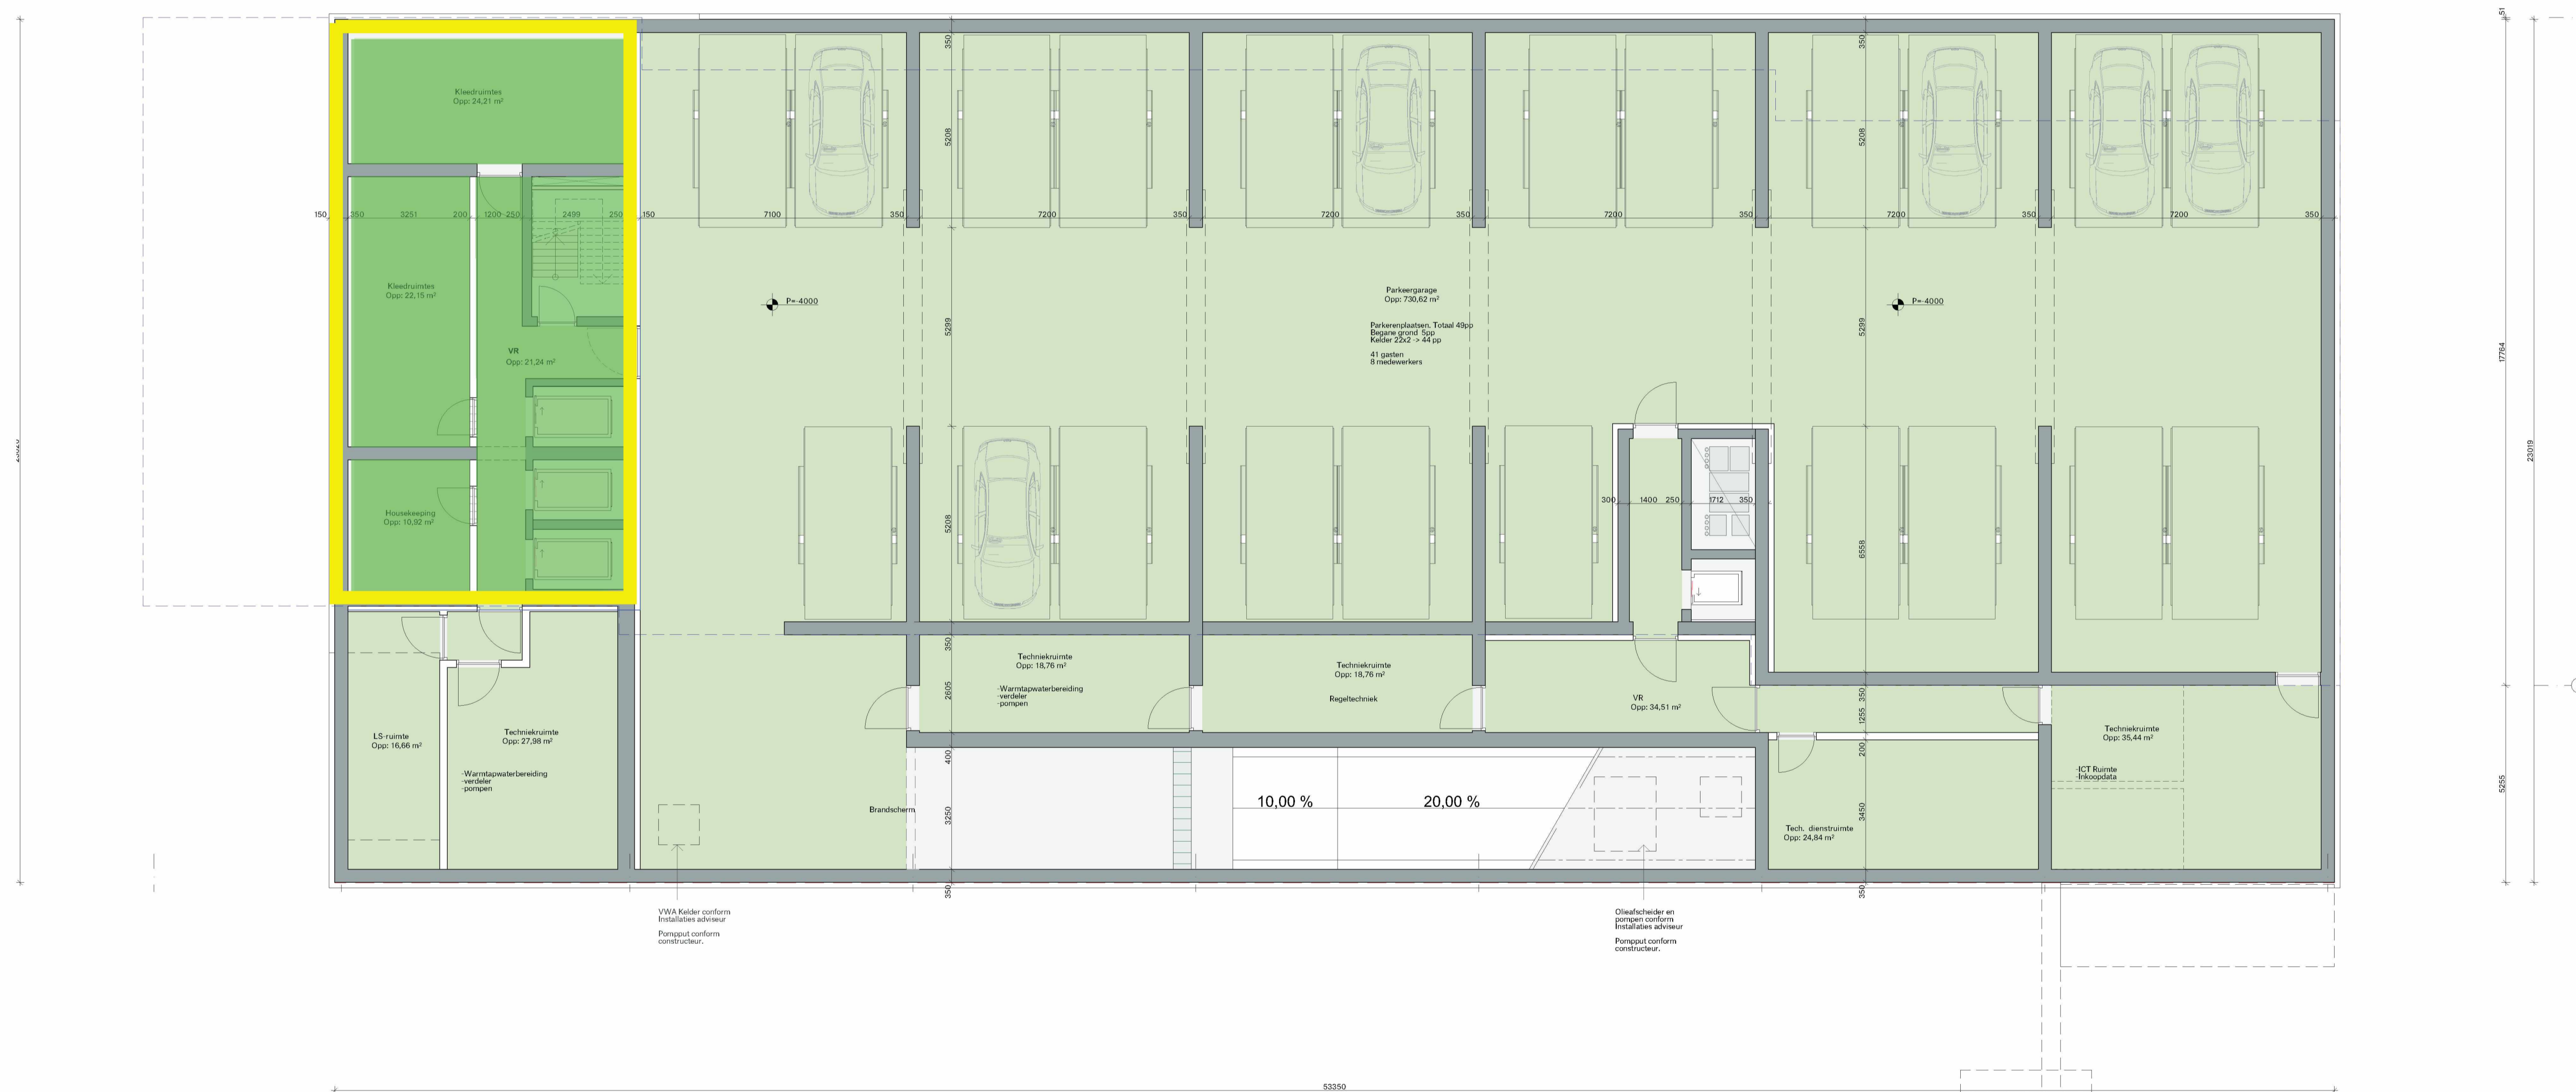 Kleedruimtes
Opp: 24,21 m²
Kleedruimtes
Opp: 22,15 m²
VR
Opp: 21,24 m²
Housekeeping
Opp: 10,92 m²
150
350
3251
200
1200
250
2499
250
150
7100
350
7200
350
7200
350
7200
350
7200
350
7200
350
350
5208
5299
5208
350
2605
400
3250
350
350
5208
5299
6558
350
1255
200
3450
350
P=-4000
P=-4000
Parkeergarage
Opp: 730,62 m²
Parkerenplaatsen, Totaal 49pp
Begane grond 5pp
Kelder 22x2 -> 44 pp
41 gasten
8 medewerkers
300
1400
250
1712
350
LS-ruimte
Opp: 16,66 m²
Techniekruimte
Opp: 27,98 m²
-Warmtapwaterbereiding
-verdeler
-pompen
Techniekruimte
Opp: 18,76 m²
-Warmtapwaterbereiding
-verdeler
-pompen
Techniekruimte
Opp: 18,76 m²
Regeltechniek
VR
Opp: 34,51 m²
Techniekruimte
Opp: 35,44 m²
-ICT Ruimte
-Inkoopdata
Tech. dienstruimte
Opp: 24,84 m²
Brandscherm
10,00 %
20,00 %
VWA Kelder conform
Installaties adviseur
Pompput conform
constructeur.
Olieafscheider en
pompen conform
Installaties adviseur
Pompput conform
constructeur.
51
17764
5255
23019
53350